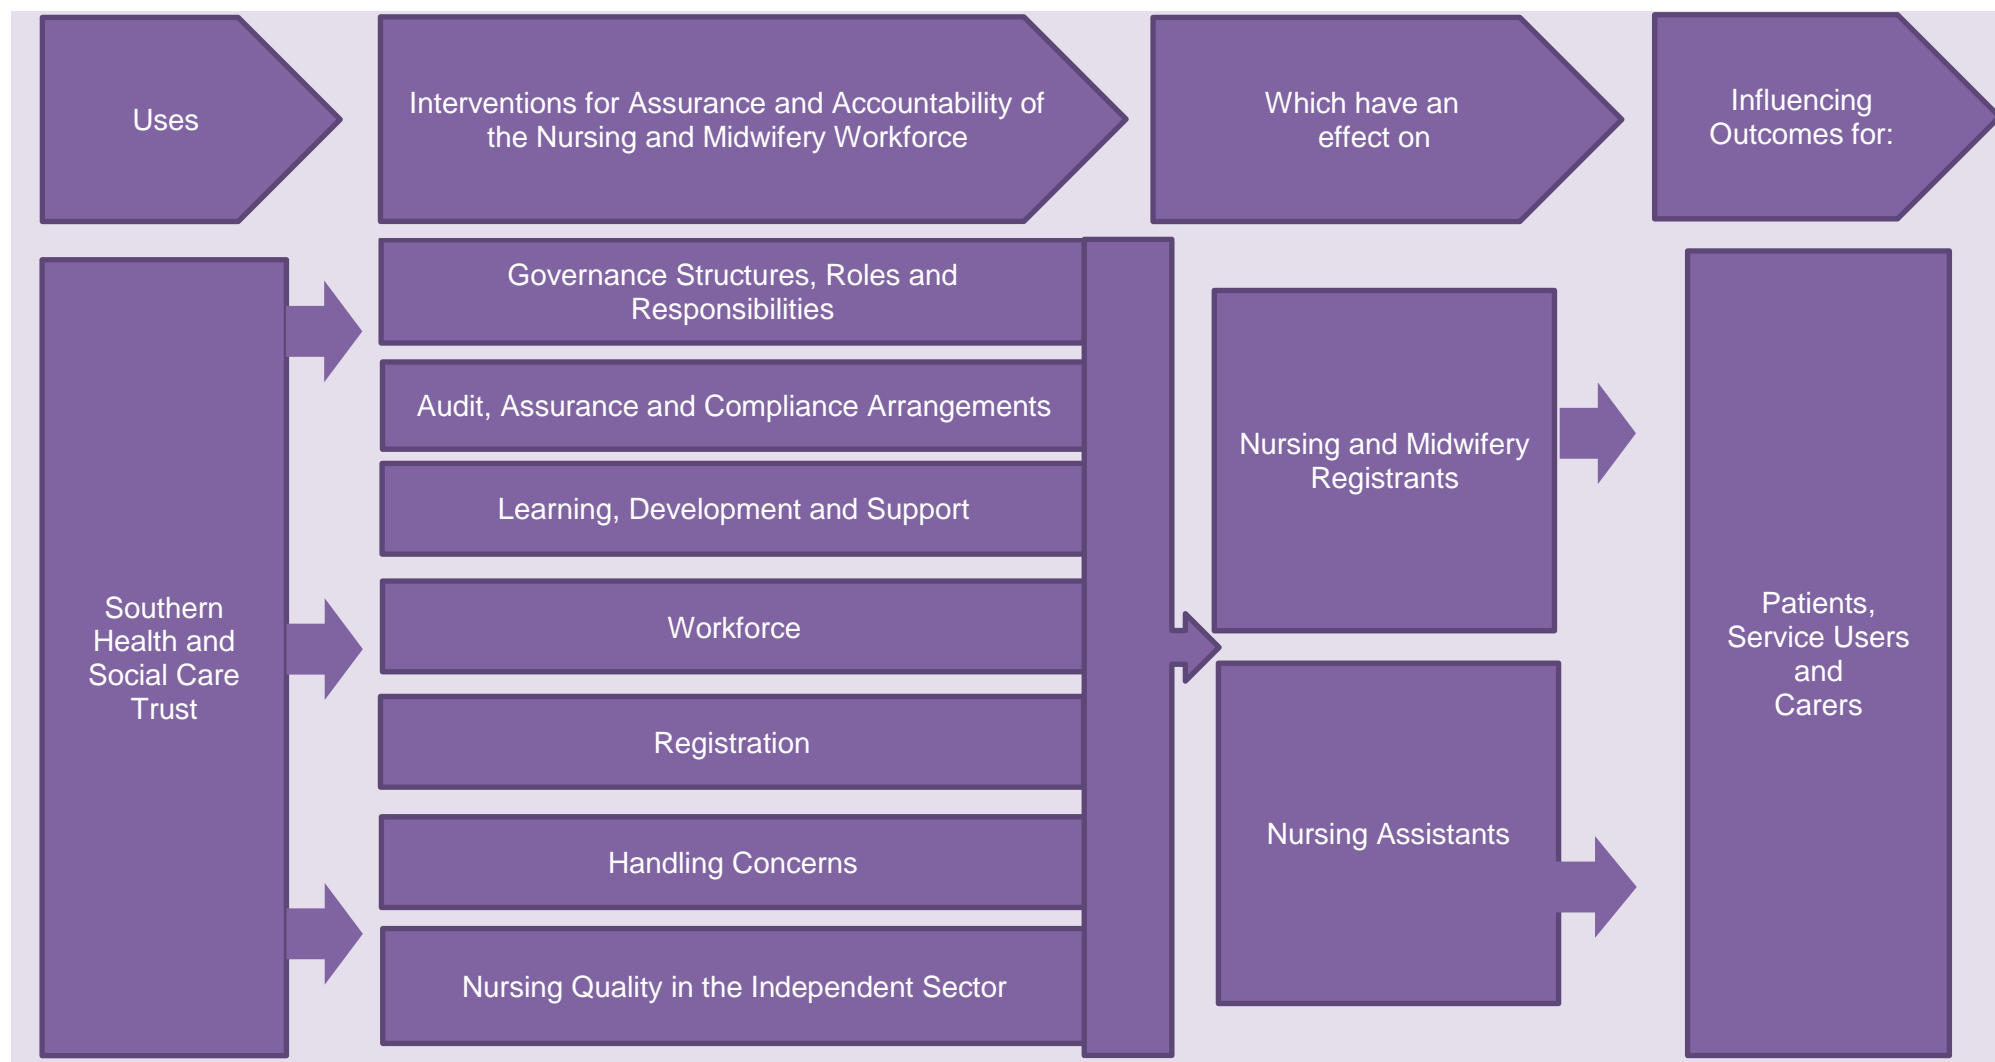 Uses
Interventions for Assurance and Accountability of
the Nursing and Midwifery Workforce
Which have an
effect on
Influencing
Outcomes for:
Southern
Health and
Social Care
Trust
Governance Structures, Roles and
Responsibilities
Audit, Assurance and Compliance Arrangements
Learning, Development and Support
Workforce
Registration
Handling Concerns
Nursing Quality in the Independent Sector
Nursing and Midwifery
Registrants
Nursing Assistants
Patients,
Service Users
and
Carers